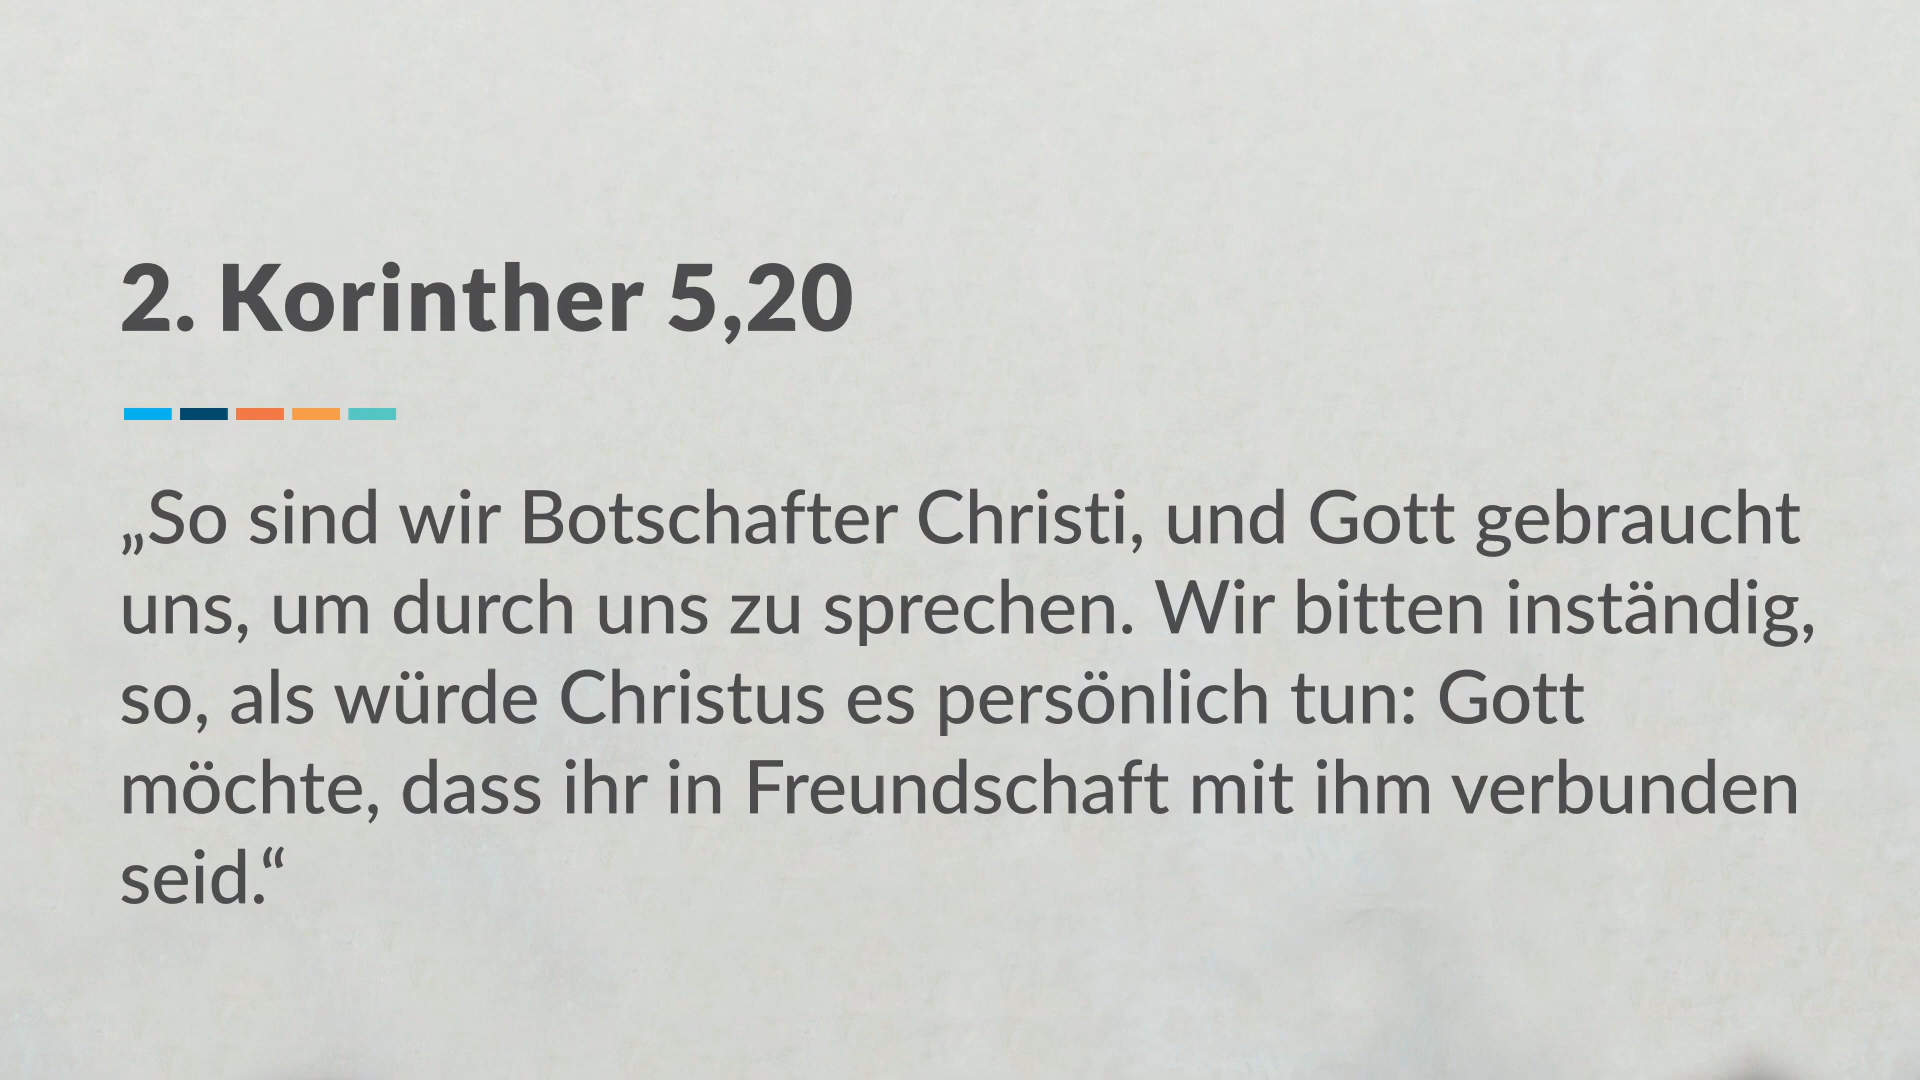 2. Korinther 5,20
„So sind wir Botschafter Christi, und Gott gebraucht
uns, um durch uns zu sprechen. Wir bitten inständig,
so, als würde Christus es persönlich tun: Gott
möchte, dass ihr in Freundschaft mit ihm verbunden
seid.“